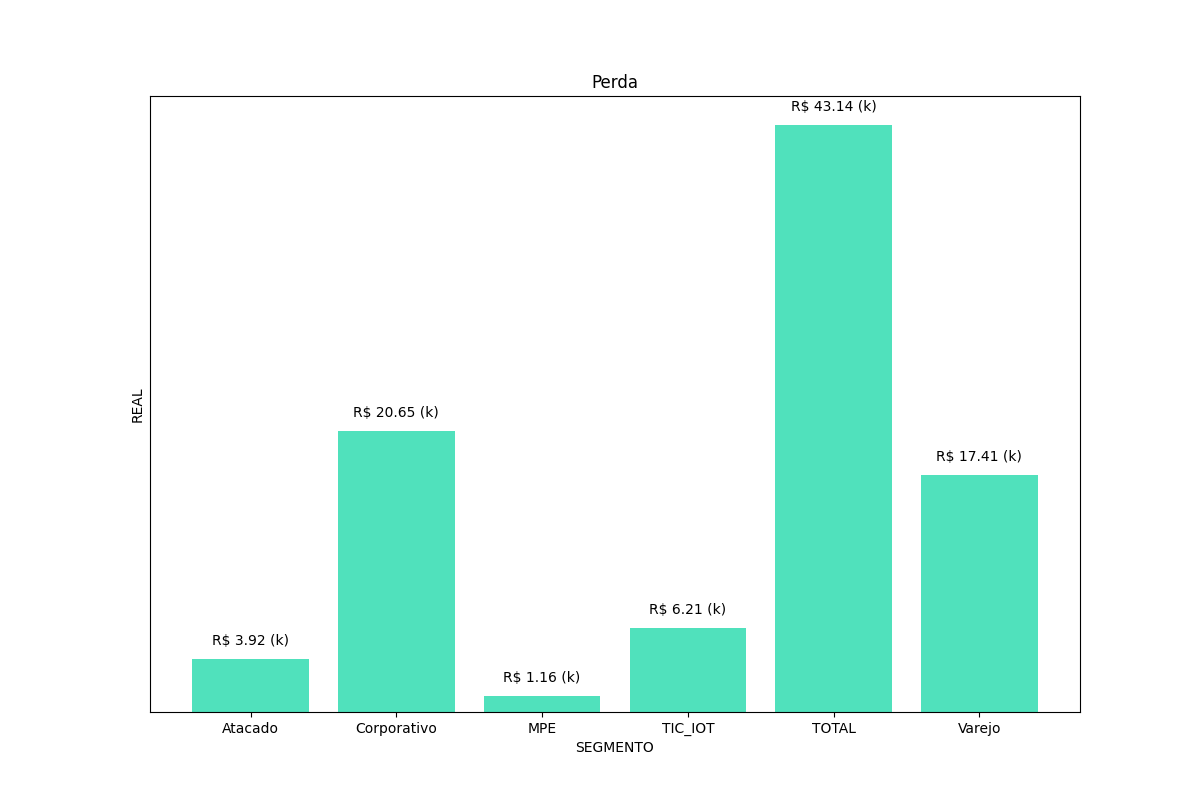 Perda
R$ 43.14 (k)
REAL
R$ 20.65 (k)
R$ 17.41 (k)
R$ 6.21 (k)
R$ 3.92 (k)
R$ 1.16 (k)
Atacado Corporativo MPE TIC_IOT TOTAL Varejo
SEGMENTO